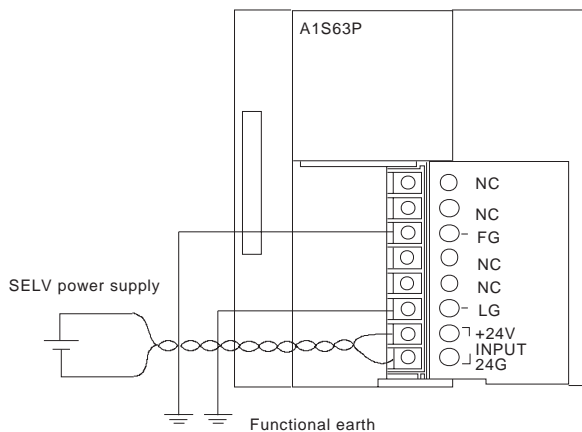 A1S63P
NC
NC
FG
NC
NC
LG
+24V
INPUT
24G
SELV power supply
Functional earth